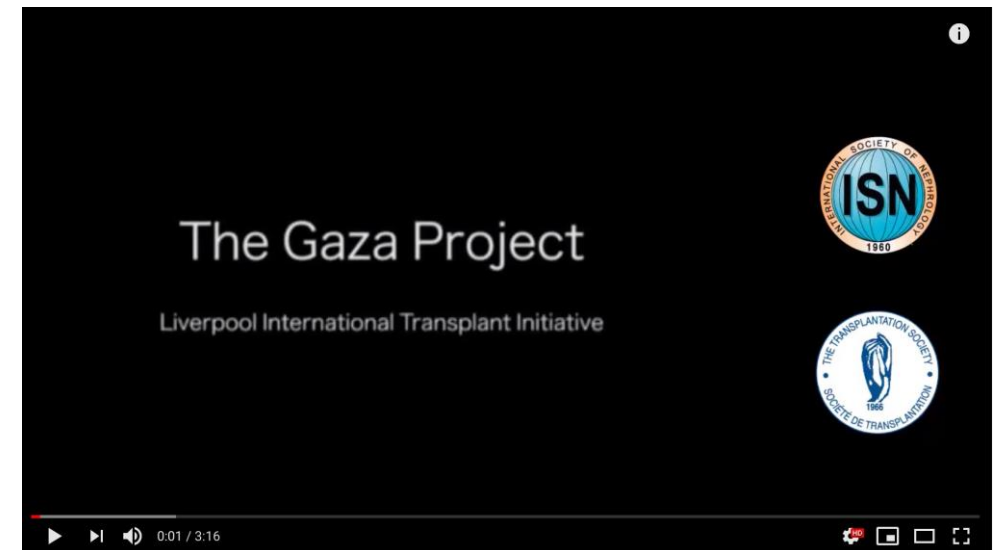 The Gaza Project
Liverpool International Transplant Initiative
INTERNATIONAL SOCIETY OF NEPHROLOGY
ISN
1960
THE TRANSPLANTATION SOCIETY
1966
SOCIÉTÉ DE TRANSPLANTATION
0:01 / 3:16
HD